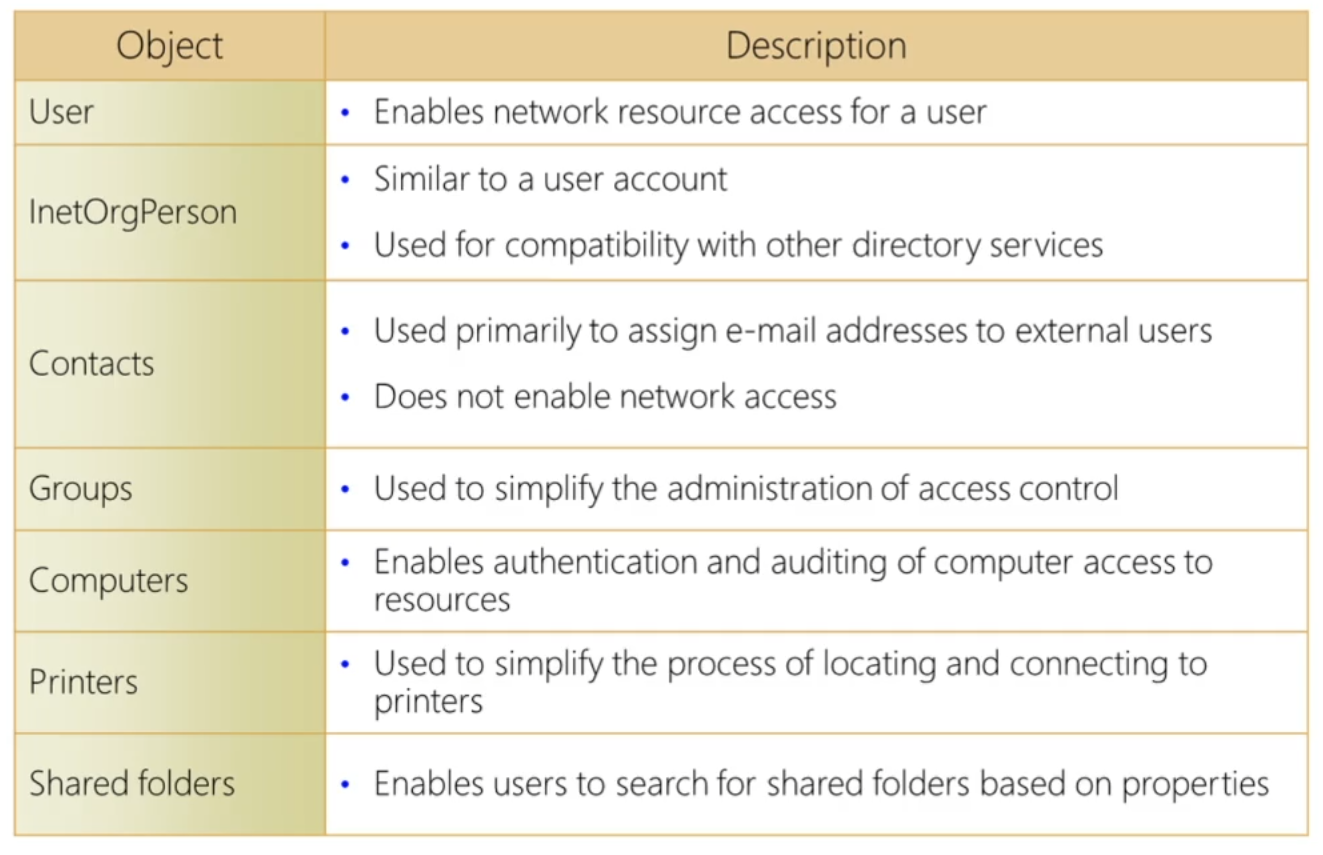 Object Description
User • Enables network resource access for a user
InetOrgPerson • Similar to a user account
• Used for compatibility with other directory services
Contacts • Used primarily to assign e-mail addresses to external users
• Does not enable network access
Groups • Used to simplify the administration of access control
Computers • Enables authentication and auditing of computer access to
resources
Printers • Used to simplify the process of locating and connecting to
printers
Shared folders • Enables users to search for shared folders based on properties